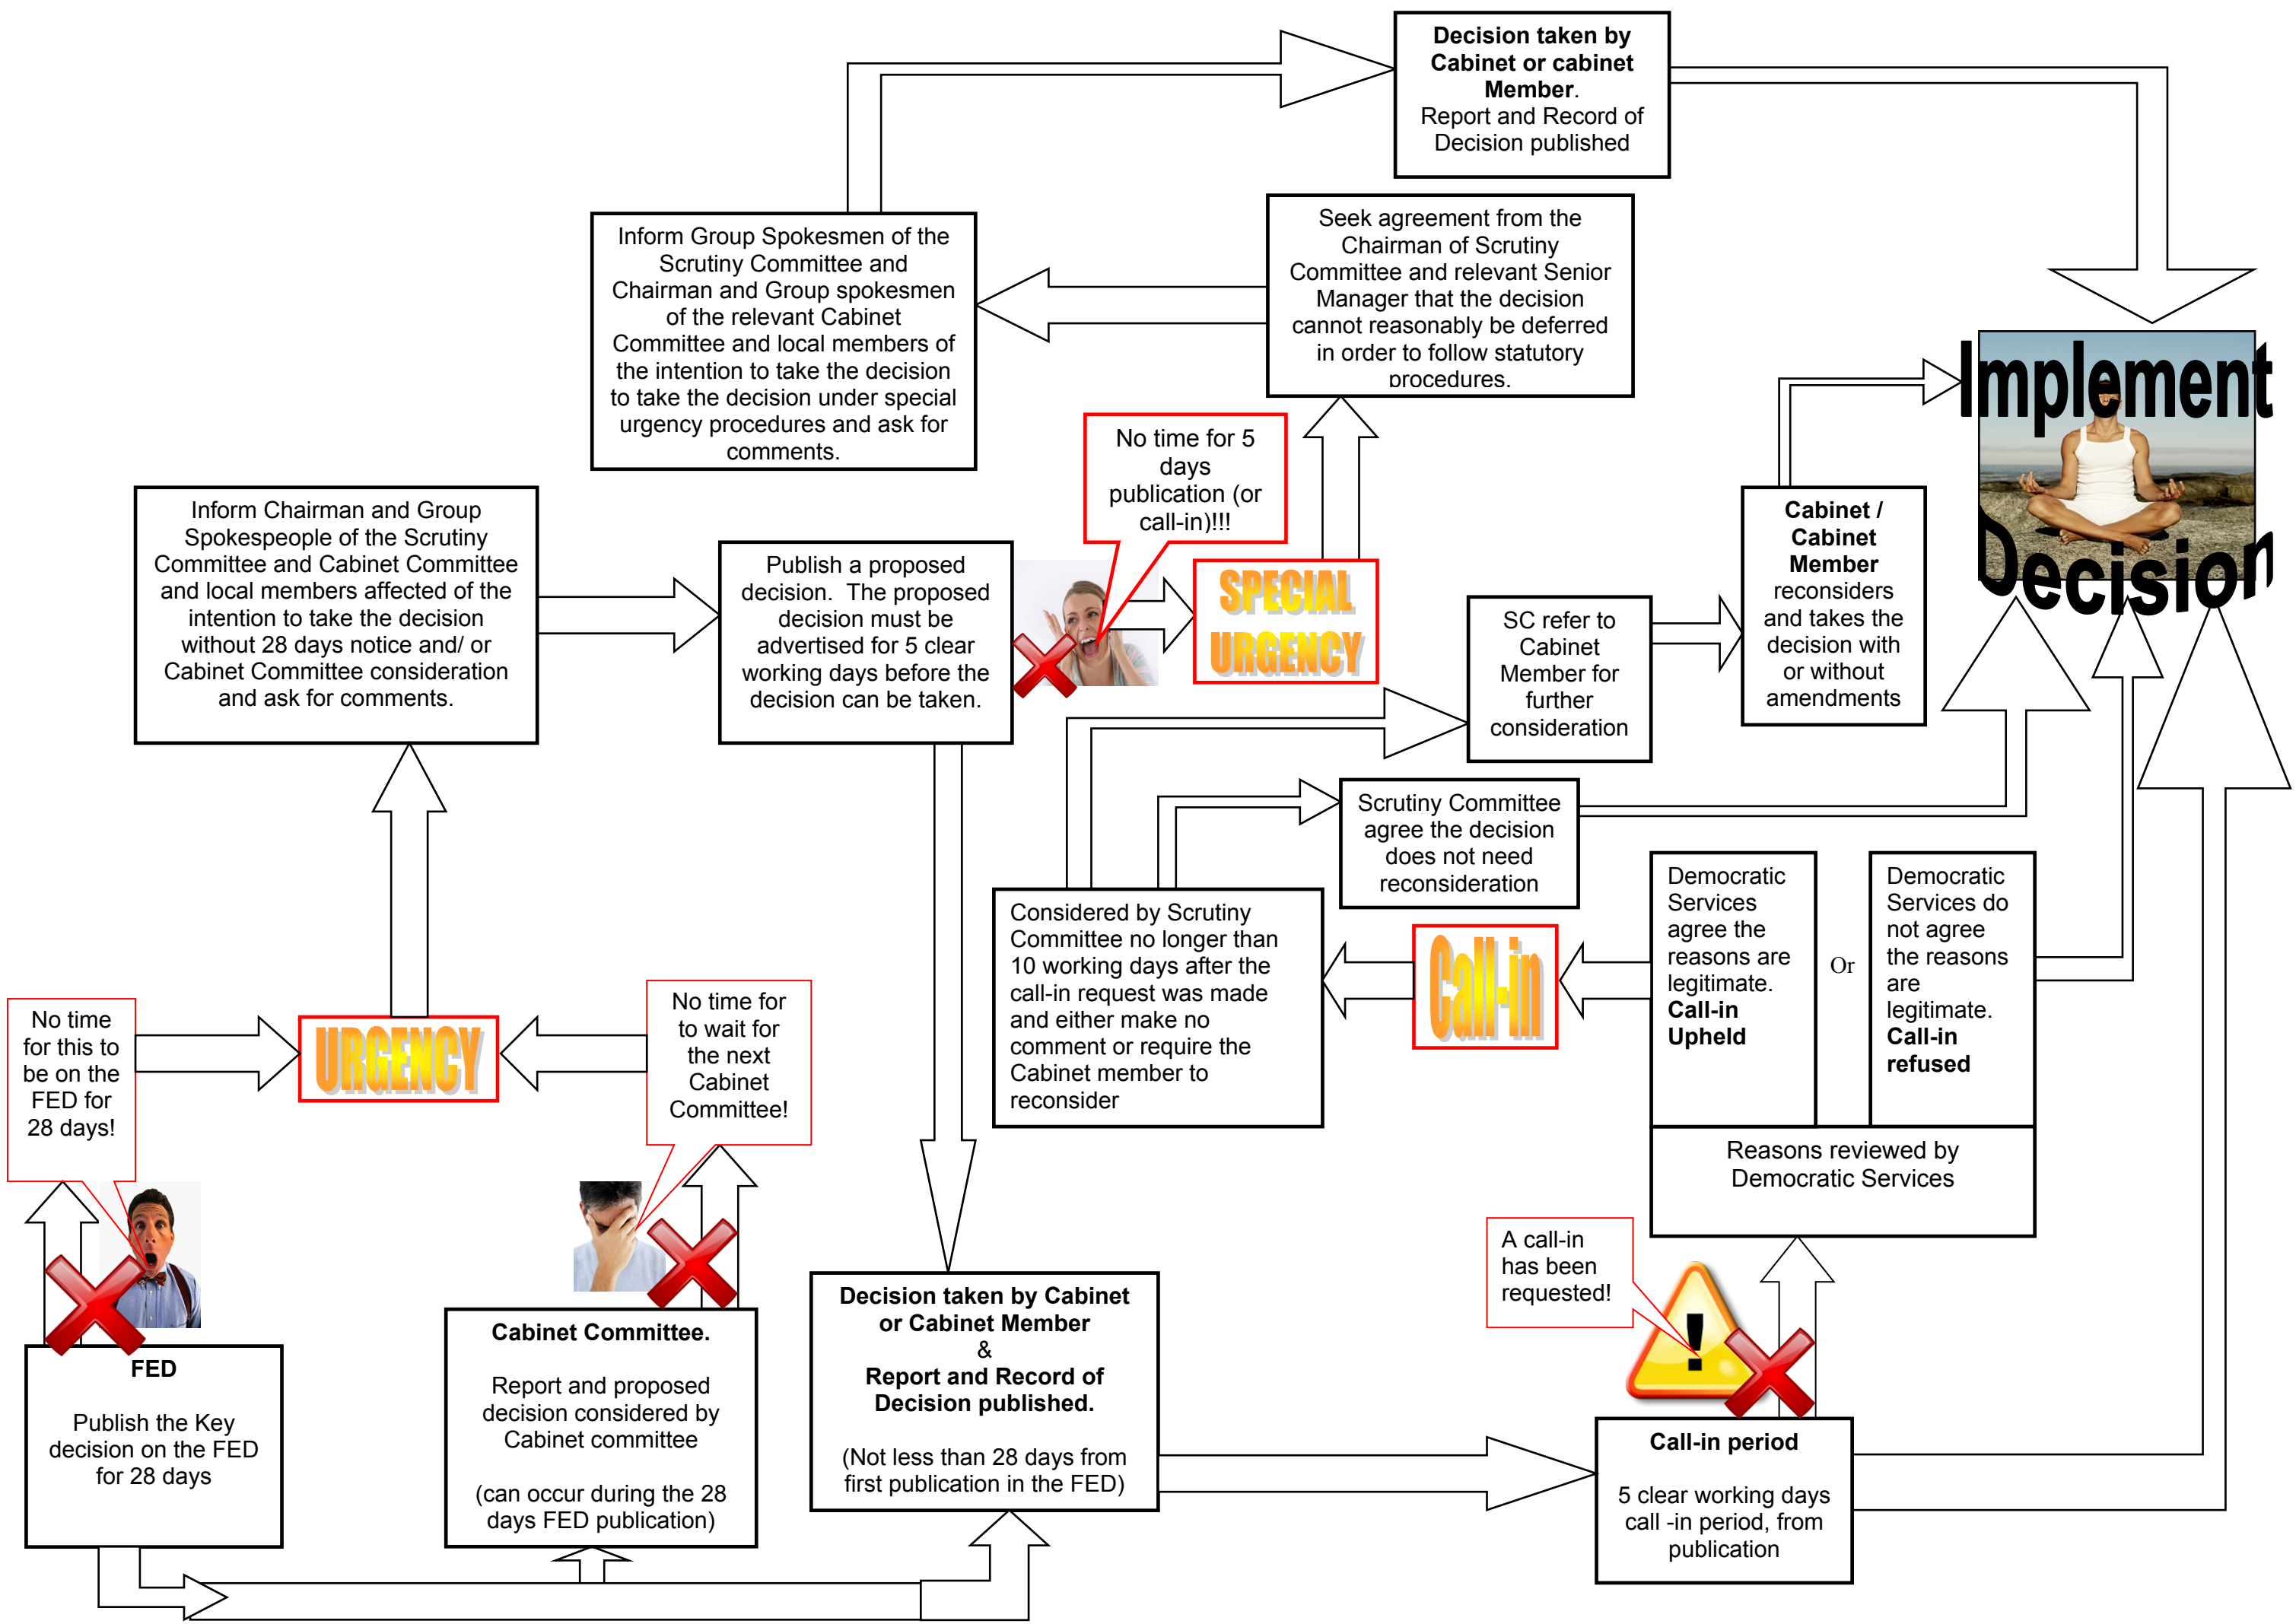 Decision taken by
Cabinet or cabinet
Member.
Report and Record of
Decision published
Inform Group Spokesmen of the
Scrutiny Committee and
Chairman and Group spokesmen
of the relevant Cabinet
Committee and local members of
the intention to take the decision
to take the decision under special
urgency procedures and ask for
comments.
Seek agreement from the
Chairman of Scrutiny
Committee and relevant Senior
Manager that the decision
cannot reasonably be deferred
in order to follow statutory
procedures.
Implement
Decision
No time for 5
days
publication (or
call-in)!!!
Inform Chairman and Group
Spokespeople of the Scrutiny
Committee and Cabinet Committee
and local members affected of the
intention to take the decision
without 28 days notice and/ or
Cabinet Committee consideration
and ask for comments.
Publish a proposed
decision.  The proposed
decision must be
advertised for 5 clear
working days before the
decision can be taken.
SPECIAL
URGENCY
SC refer to
Cabinet
Member for
further
consideration
Cabinet /
Cabinet
Member
reconsiders
and takes the
decision with
or without
amendments
Scrutiny Committee
agree the decision
does not need
reconsideration
Considered by Scrutiny
Committee no longer than
10 working days after the
call-in request was made
and either make no
comment or require the
Cabinet member to
reconsider
Call-in
Democratic
Services
agree the
reasons are
legitimate.
Call-in
Upheld
Or
Democratic
Services do
not agree
the reasons
are
legitimate.
Call-in
refused
Reasons reviewed by
Democratic Services
No time
for this to
be on the
FED for
28 days!
URGENCY
No time for
to wait for
the next
Cabinet
Committee!
A call-in
has been
requested!
FED
Publish the Key
decision on the FED
for 28 days
Cabinet Committee.
Report and proposed
decision considered by
Cabinet committee
(can occur during the 28
days FED publication)
Decision taken by Cabinet
or Cabinet Member
&
Report and Record of
Decision published.
(Not less than 28 days from
first publication in the FED)
Call-in period
5 clear working days
call -in period, from
publication